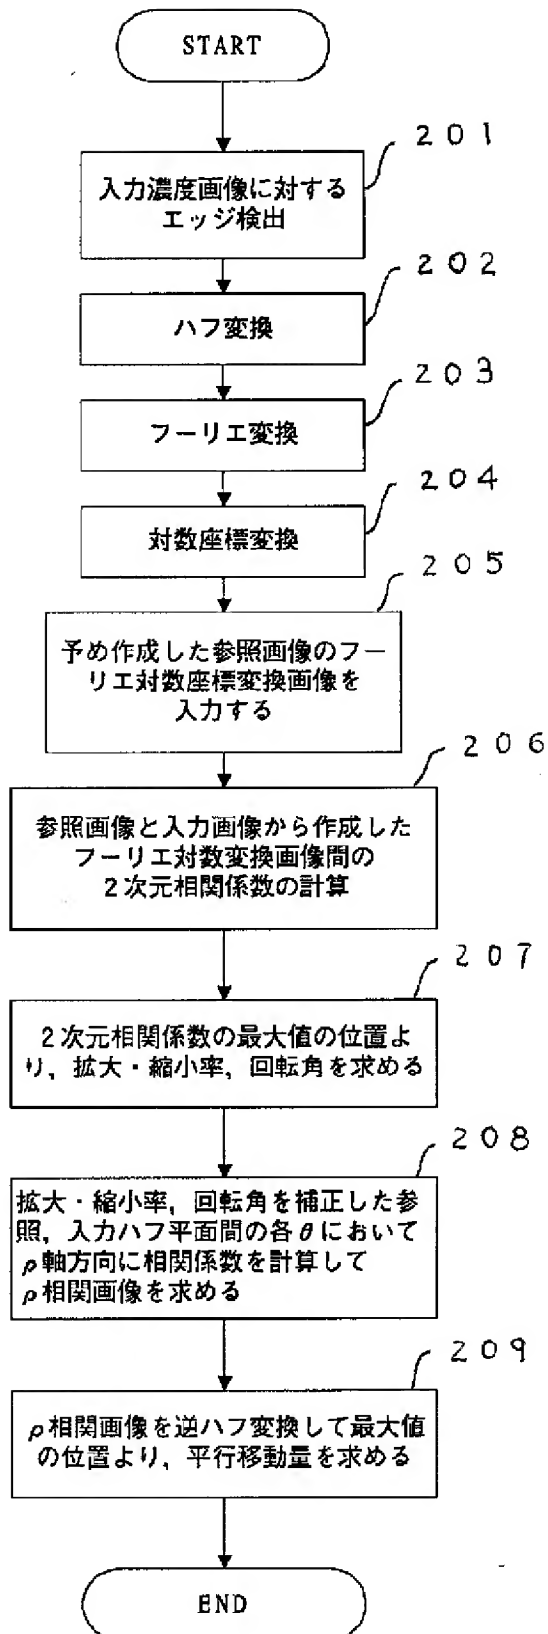 START
201
入力濃度画像に対する
エッジ検出
202
ハフ変換
203
フーリエ変換
204
対数座標変換
205
予め作成した参照画像のフー
リエ対数座標変換画像を
入力する
206
参照画像と入力画像から作成した
フーリエ対数変換画像間の
2次元相関係数の計算
207
2次元相関係数の最大値の位置よ
り，拡大・縮小率，回転角を求める
208
拡大・縮小率，回転角を補正した参
照，入力ハフ平面間の各θにおいて
ρ軸方向に相関係数を計算して
ρ相関画像を求める
209
ρ相関画像を逆ハフ変換して最大値
の位置より，平行移動量を求める
END